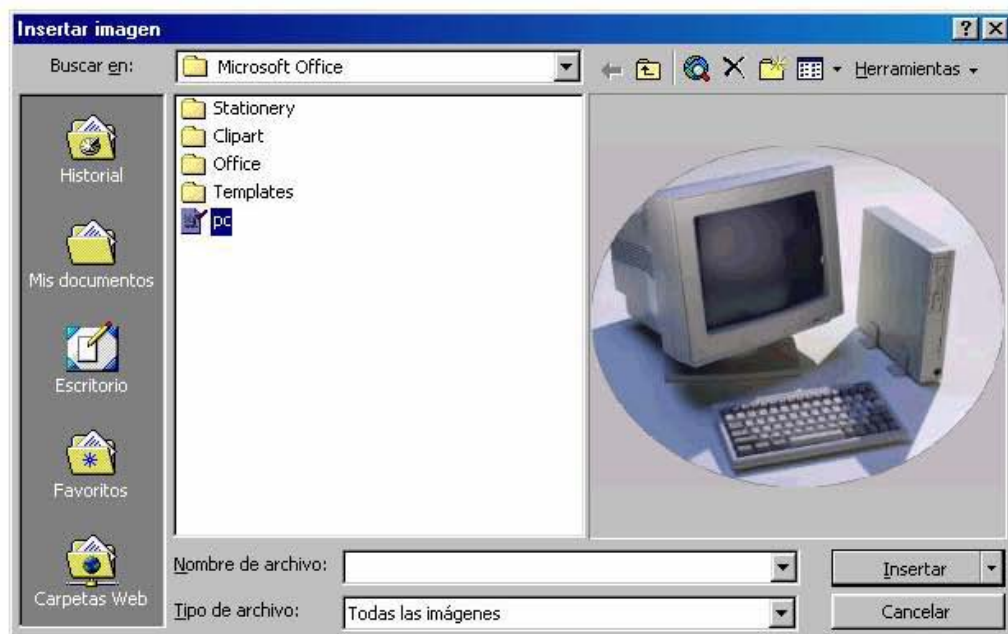 Insertar imagen
Buscar en:
Microsoft Office
Herramientas
Stationery
Clipart
Office
Templates
pc
Historial
Mis documentos
Escritorio
Favoritos
Carpetas Web
Nombre de archivo:
Insertar
Tipo de archivo:
Todas las imágenes
Cancelar